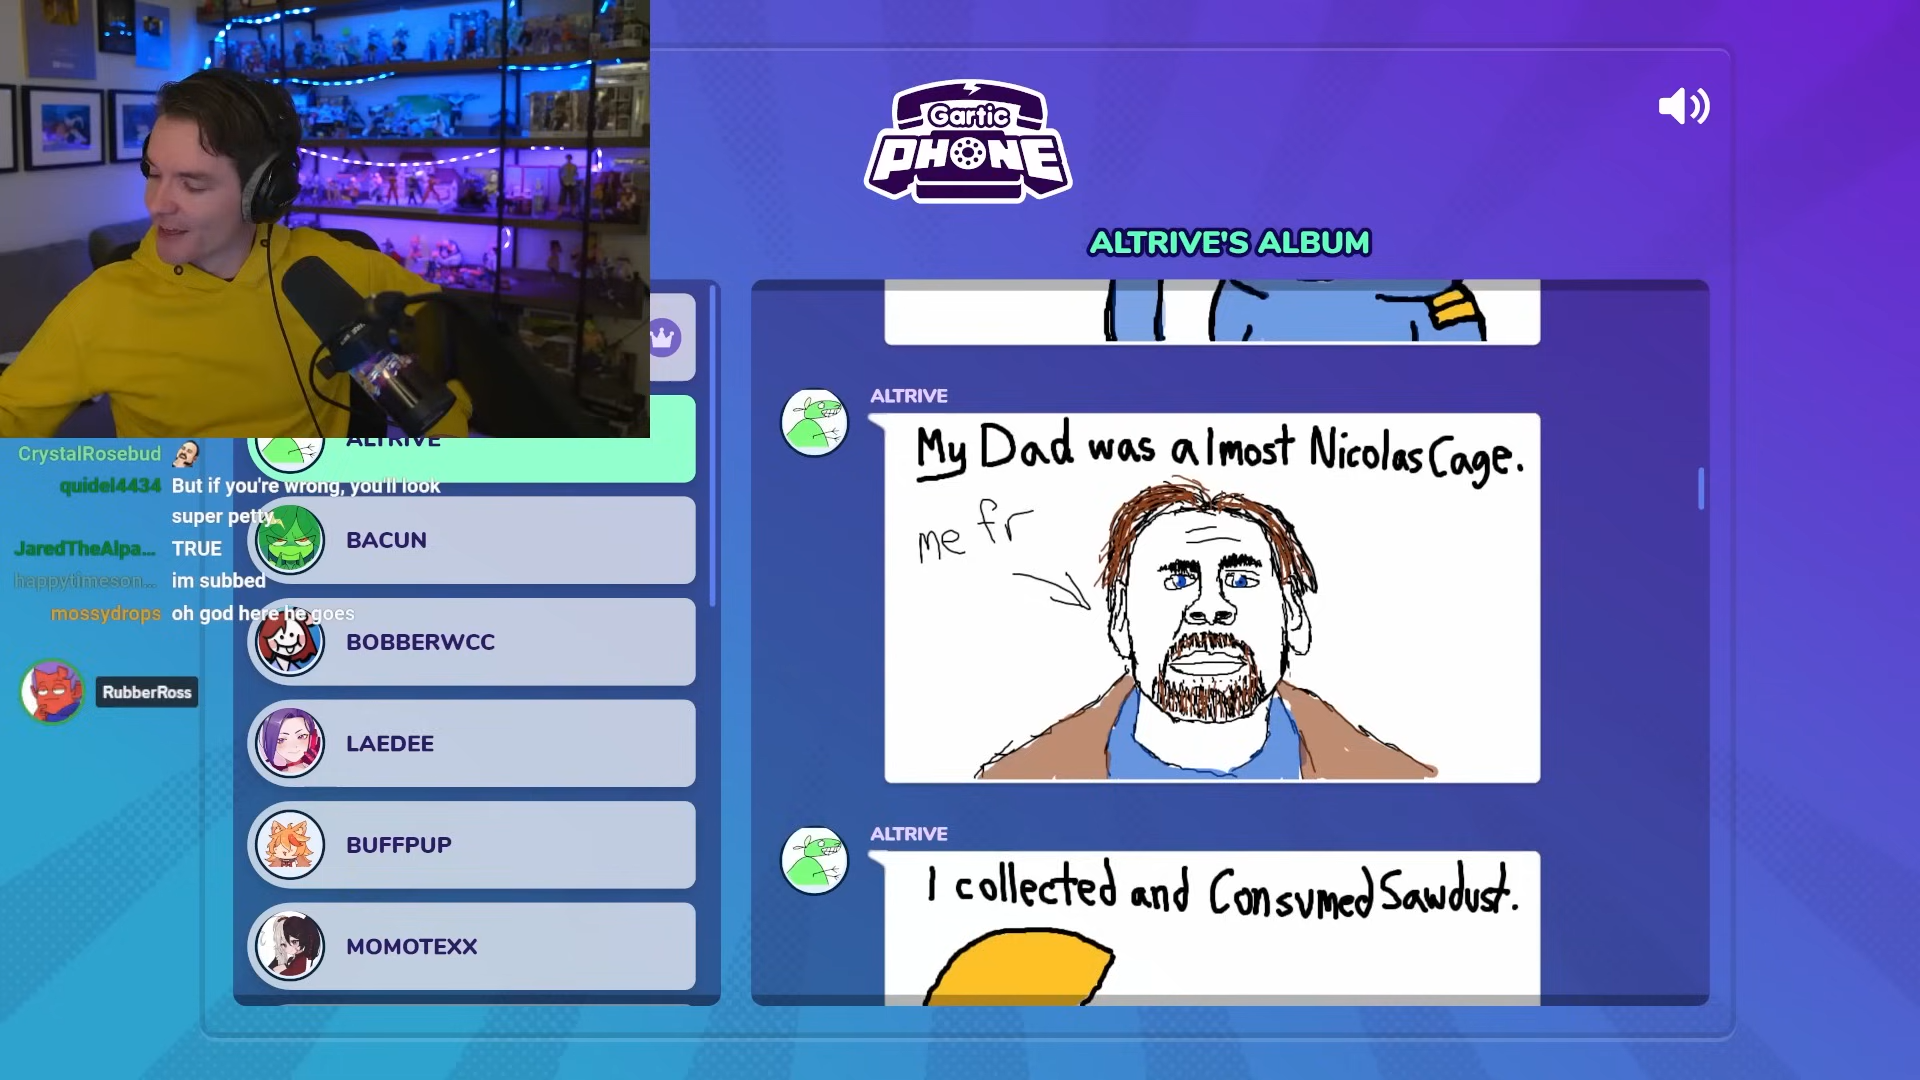 Gartic
PHONE
ALTRIVE'S ALBUM
ALTRIVE
CrystalRosebud
quidel4434 But if you're wrong, you'll look
super petty
JaredTheAlpa... TRUE
happytimeson... im subbed
mossydrops oh god here he goes
RubberRoss
BACUN
BOBBERWCC
LAEDEE
BUFFPUP
MOMOTEXX
ALTRIVE
My Dad was almost Nicolas Cage.
me fr
ALTRIVE
I collected and Consumed Sawdust.